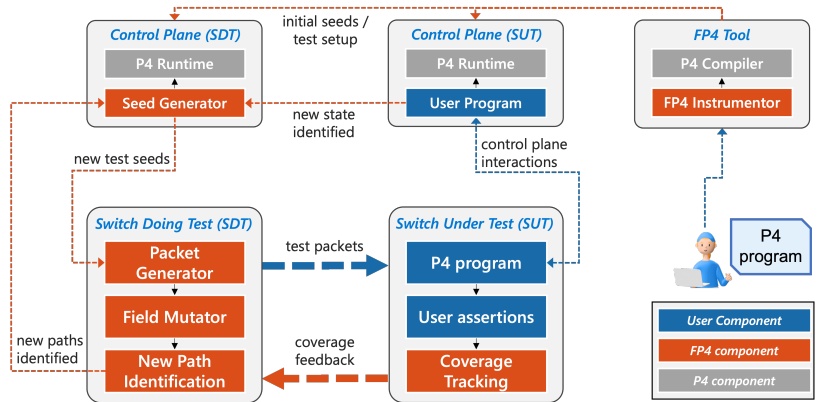 Control Plane (SDT)
P4 Runtime
Seed Generator
initial seeds /
test setup
Control Plane (SUT)
P4 Runtime
User Program
FP4 Tool
P4 Compiler
FP4 Instrumentor
new state
identified
new test seeds
control plane
interactions
Switch Doing Test (SDT)
Packet
Generator
Field Mutator
New Path
Identification
test packets
Switch Under Test (SUT)
P4 program
User assertions
Coverage
Tracking
new paths
identified
coverage
feedback
P4
program
User Component
FP4 component
P4 component